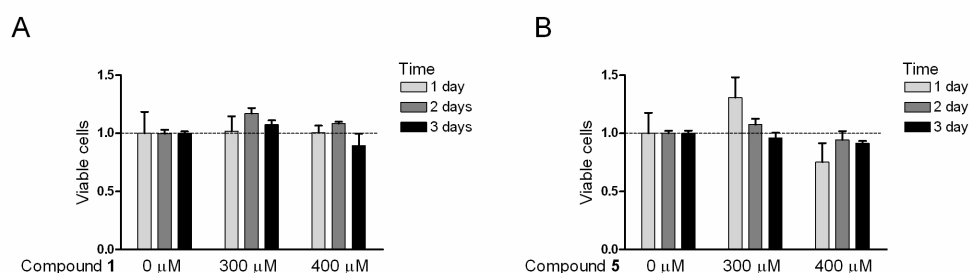 A
Time
1 day
2 days
3 days
Viable cells
1.5
1.0
0.5
0.0
Compound 1 0 μM 300 μM 400 μM
B
Time
1 day
2 days
3 day
Viable cells
1.5
1.0
0.5
0.0
Compound 5 0 μM 300 μM 400 μM